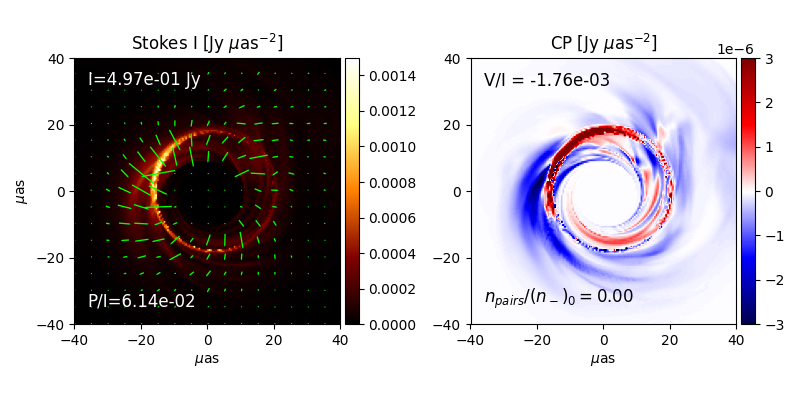 Stokes I [Jy μas⁻²]
I=4.97e-01 Jy
P/I=6.14e-02
40
20
0
−20
−40
μas
−40 −20 0 20 40
μas
0.0014
0.0012
0.0010
0.0008
0.0006
0.0004
0.0002
0.0000
CP [Jy μas⁻²]
1e−6
V/I = -1.76e-03
n_{pairs}/(n_−)_0 = 0.00
40
20
0
−20
−40
−40 −20 0 20 40
μas
3
2
1
0
−1
−2
−3